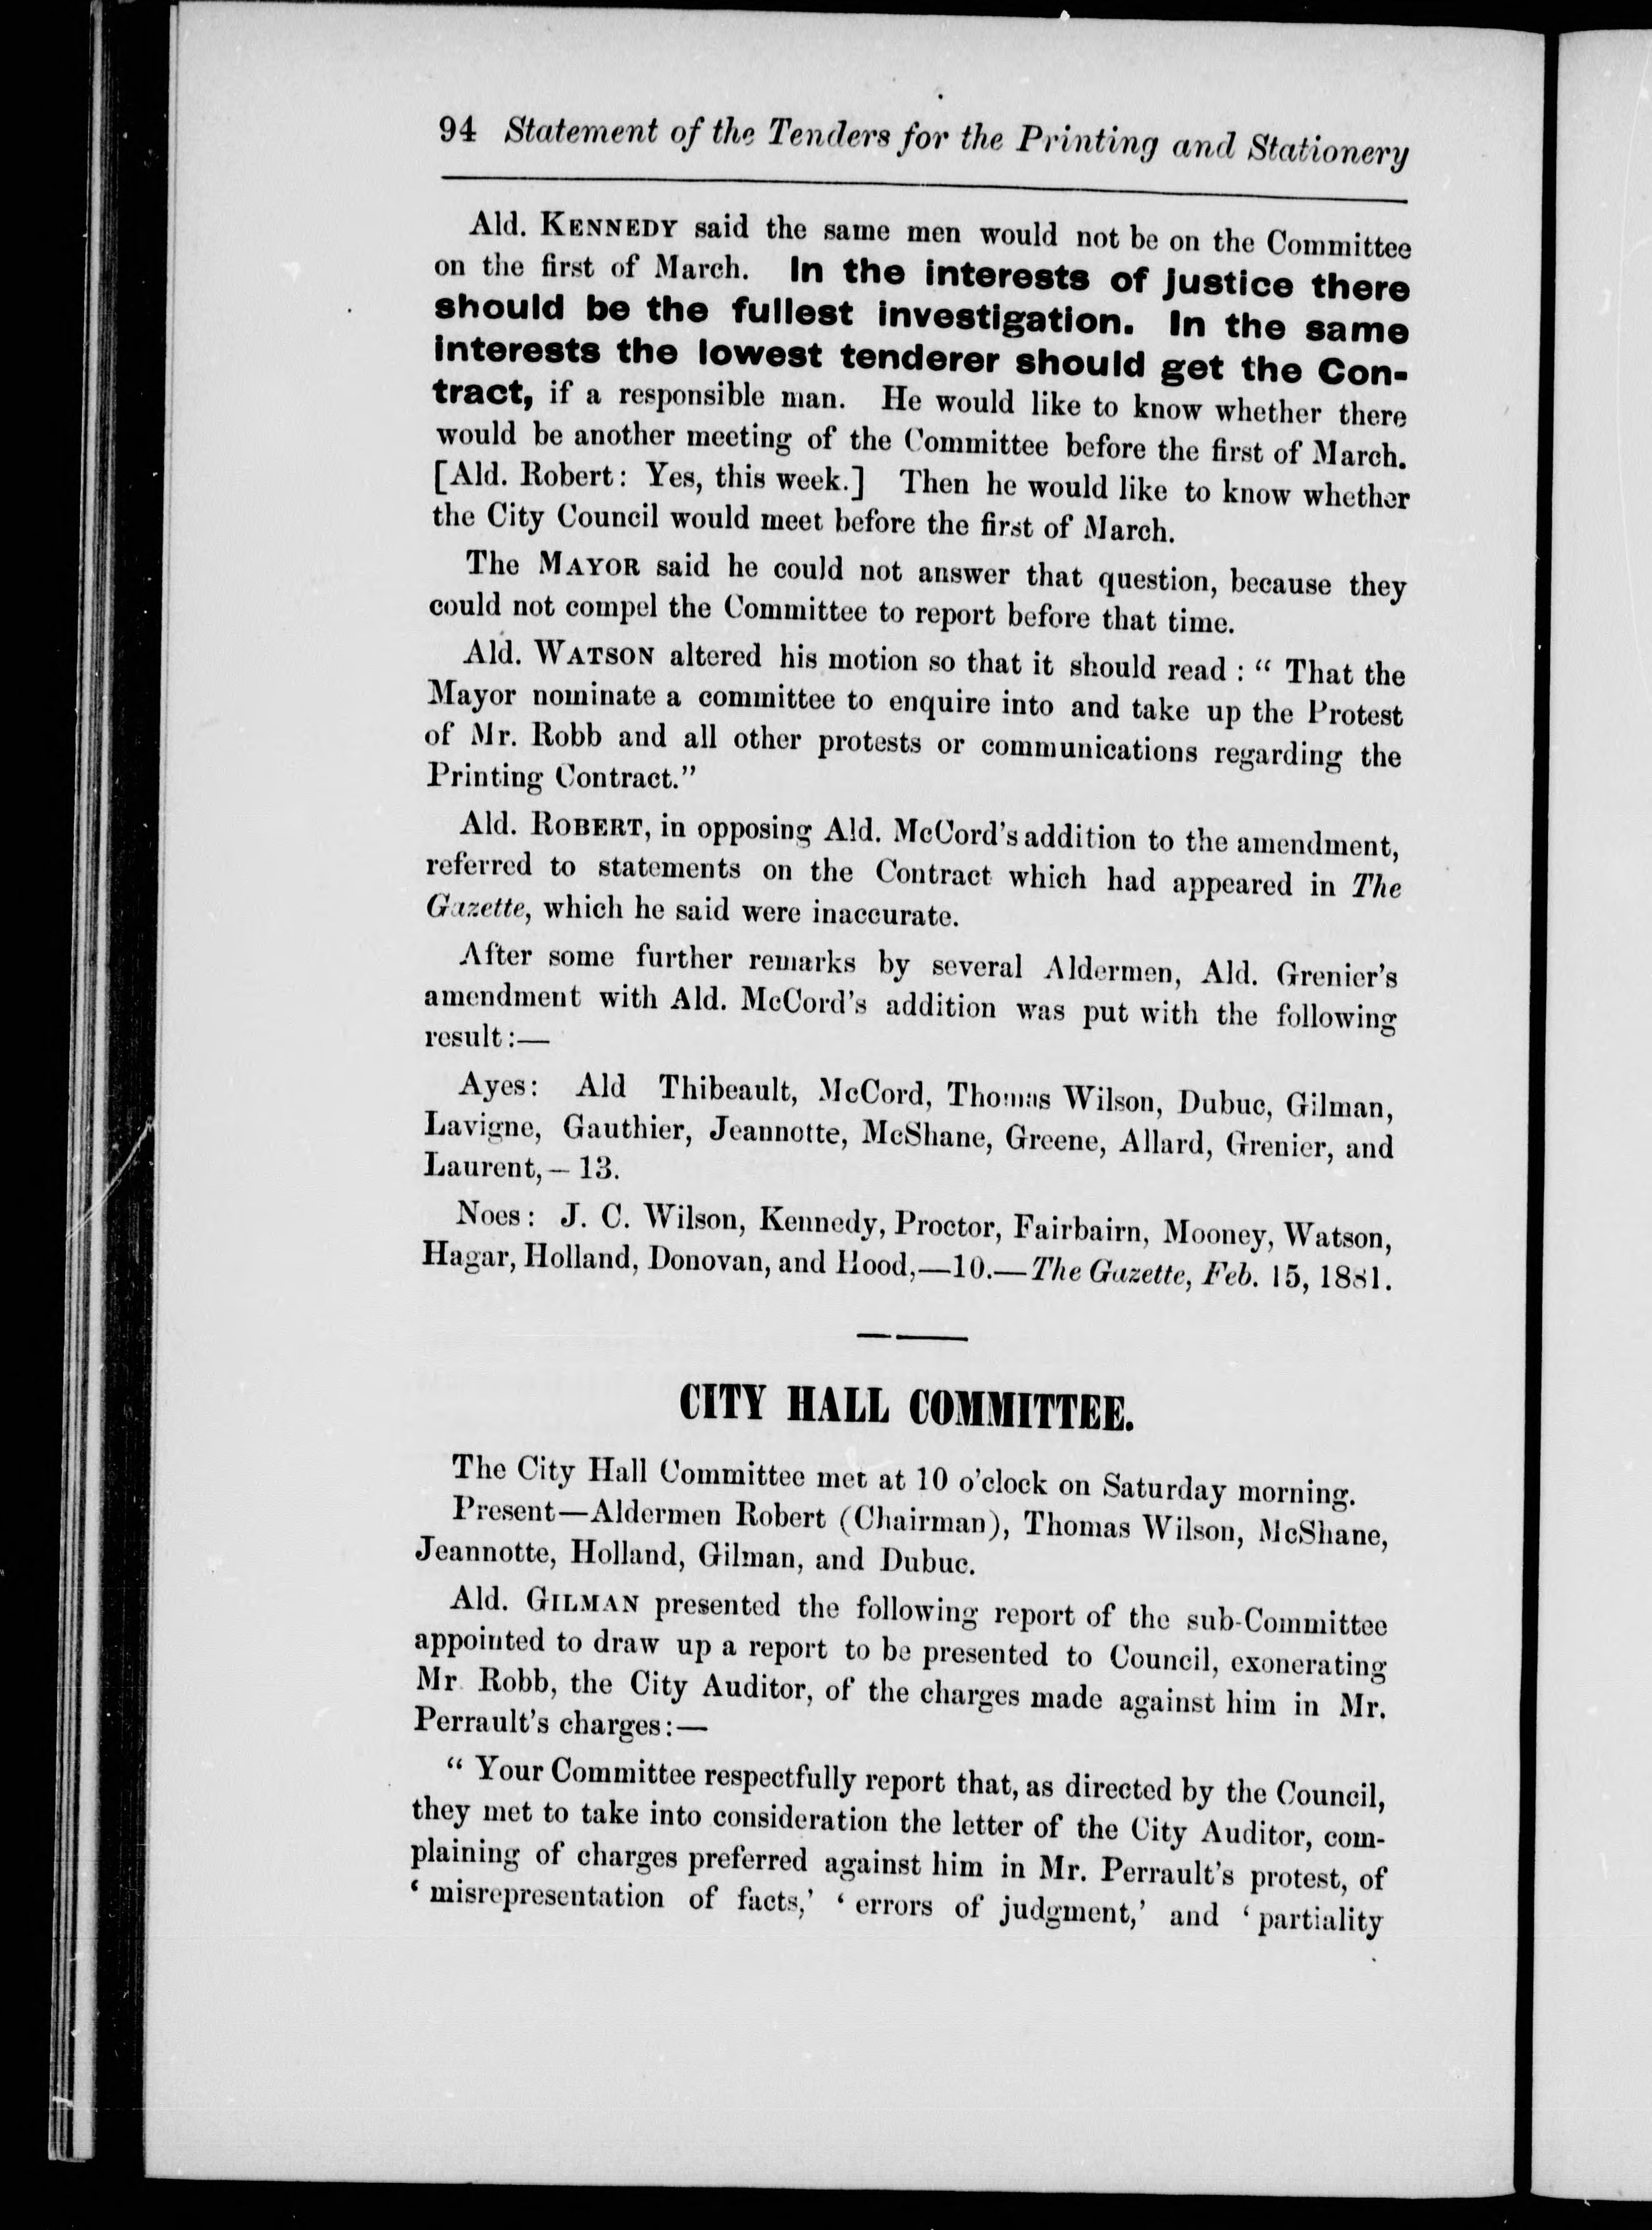 94 Statement of the Tenders for the Printing and Stationery
Ald. KENNEDY said the same men would not be on the Committee
on the first of March. In the interests of justice there
should be the fullest investigation. In the same
interests the lowest tenderer should get the Con-
tract, if a responsible man. He would like to know whether there
would be another meeting of the Committee before the first of March.
[Ald. Robert: Yes, this week.] Then he would like to know whether
the City Council would meet before the first of March.
The MAYOR said he could not answer that question, because they
could not compel the Committee to report before that time.
Ald. WATSON altered his motion so that it should read : “ That the
Mayor nominate a committee to enquire into and take up the Protest
of Mr. Robb and all other protests or communications regarding the
Printing Contract.”
Ald. ROBERT, in opposing Ald. McCord's addition to the amendment,
referred to statements on the Contract which had appeared in The
Gazette, which he said were inaccurate.
After some further remarks by several Aldermen, Ald. Grenier's
amendment with Ald. McCord's addition was put with the following
result:—
Ayes: Ald Thibeault, McCord, Thomas Wilson, Dubuc, Gilman,
Lavigne, Gauthier, Jeannotte, McShane, Greene, Allard, Grenier, and
Laurent,— 13.
Noes: J. C. Wilson, Kennedy, Proctor, Fairbairn, Mooney, Watson,
Hagar, Holland, Donovan, and Hood,—10.—The Gazette, Feb. 15, 1881.
CITY HALL COMMITTEE.
The City Hall Committee met at 10 o'clock on Saturday morning.
Present—Aldermen Robert (Chairman), Thomas Wilson, McShane,
Jeannotte, Holland, Gilman, and Dubuc.
Ald. GILMAN presented the following report of the sub-Committee
appointed to draw up a report to be presented to Council, exonerating
Mr Robb, the City Auditor, of the charges made against him in Mr.
Perrault's charges:—
“ Your Committee respectfully report that, as directed by the Council,
they met to take into consideration the letter of the City Auditor, com-
plaining of charges preferred against him in Mr. Perrault's protest, of
‘ misrepresentation of facts,’ ‘ errors of judgment,’ and ‘ partiality